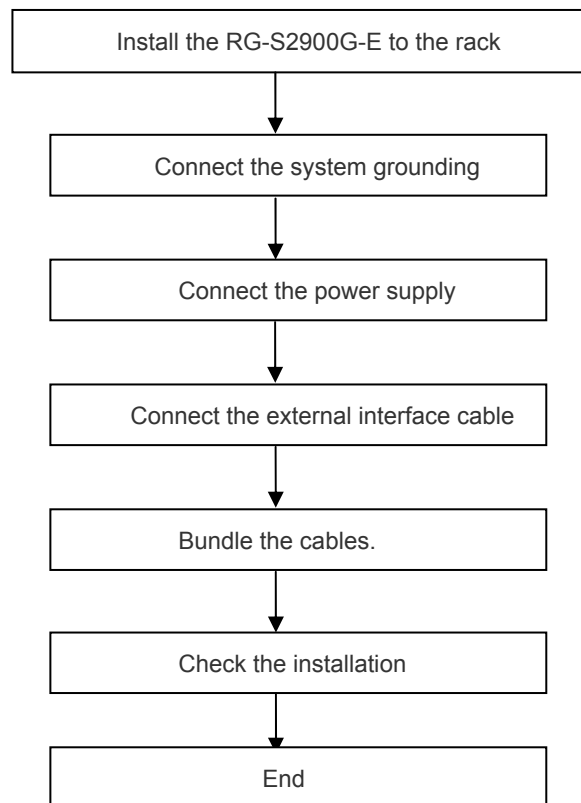 Install the RG-S2900G-E to the rack
Connect the system grounding
Connect the power supply
Connect the external interface cable
Bundle the cables.
Check the installation
End